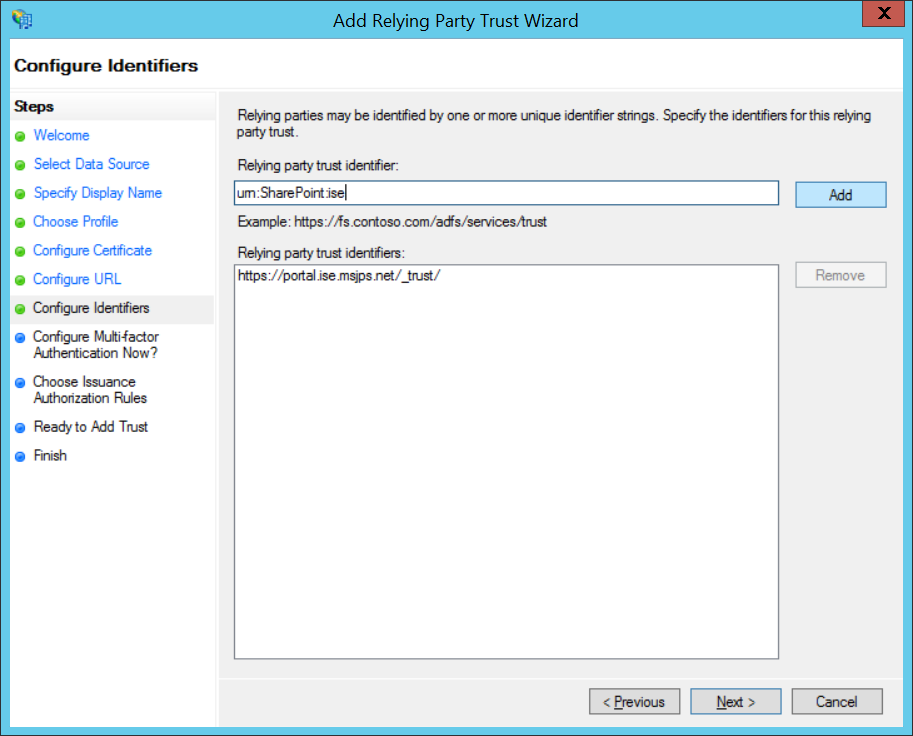 Add Relying Party Trust Wizard
X
Configure Identifiers
Steps
Welcome
Select Data Source
Specify Display Name
Choose Profile
Configure Certificate
Configure URL
Configure Identifiers
Configure Multi-factor
Authentication Now?
Choose Issuance
Authorization Rules
Ready to Add Trust
Finish
Relying parties may be identified by one or more unique identifier strings. Specify the identifiers for this relying
party trust.
Relying party trust identifier:
urn:SharePoint:ise
Add
Example: https://fs.contoso.com/adfs/services/trust
Relying party trust identifiers:
https://portal.ise.msjps.net/_trust/
Remove
< Previous
Next >
Cancel